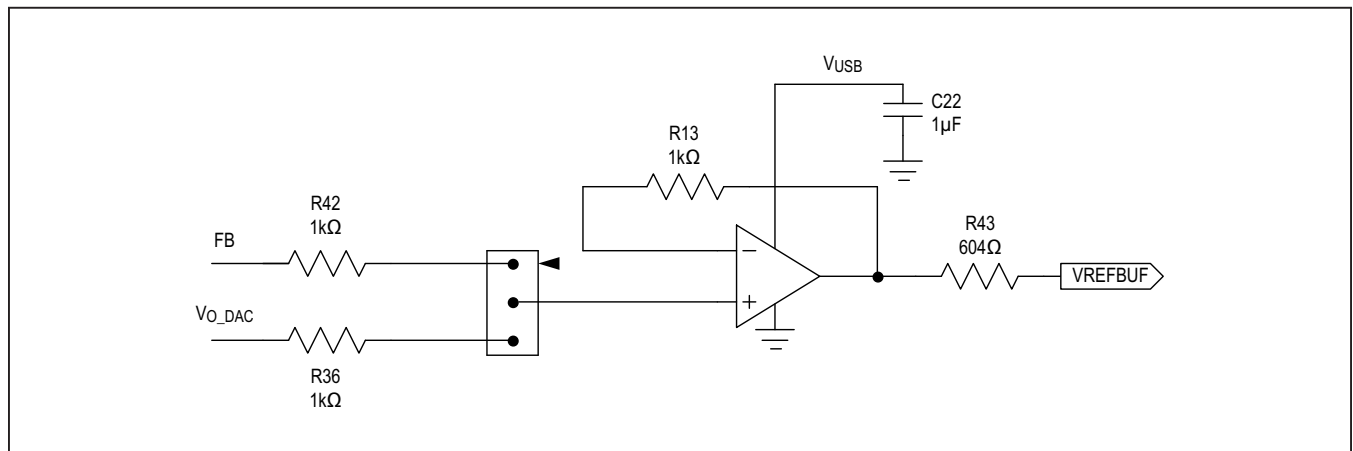 VUSB
C22
1µF
R13
1kΩ
R42
1kΩ
FB
R43
604Ω
VREFBUF
VO_DAC
R36
1kΩ